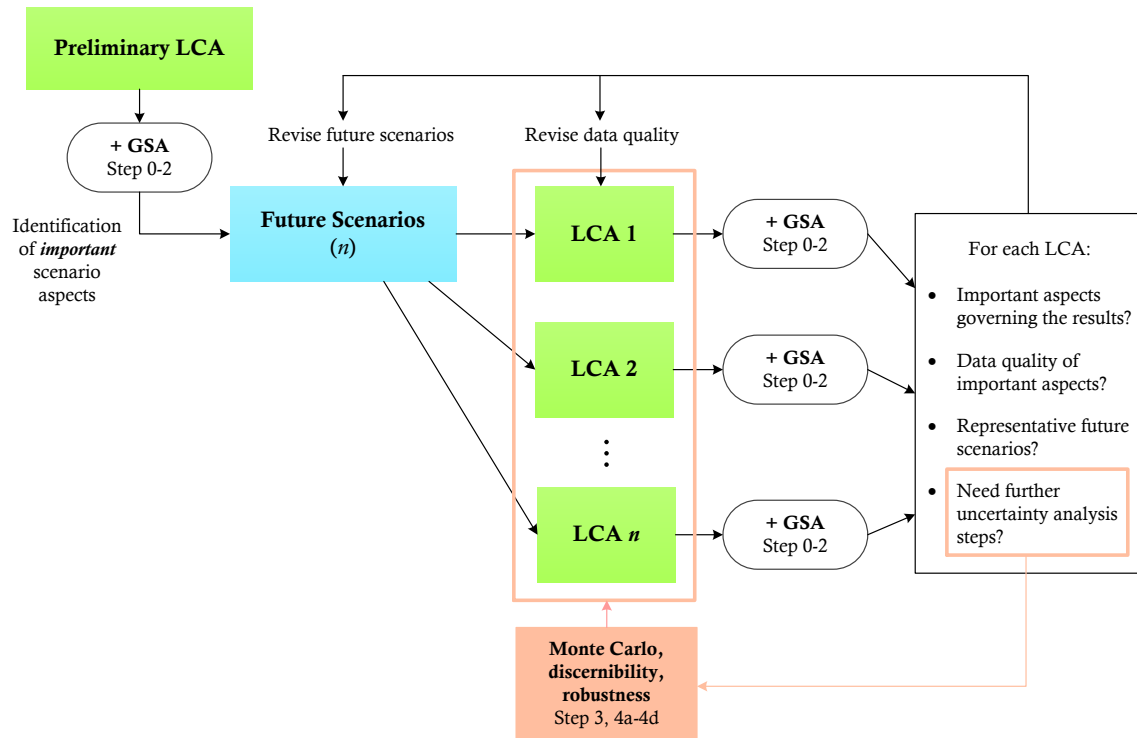 Preliminary LCA
+ GSA
Step 0-2
Identification
of important
scenario
aspects
Revise future scenarios
Revise data quality
Future Scenarios
(n)
LCA 1
LCA 2
⋮
LCA n
+ GSA
Step 0-2
+ GSA
Step 0-2
+ GSA
Step 0-2
For each LCA:
• Important aspects
governing the results?
• Data quality of
important aspects?
• Representative future
scenarios?
• Need further
uncertainty analysis
steps?
Monte Carlo,
discernibility,
robustness
Step 3, 4a-4d